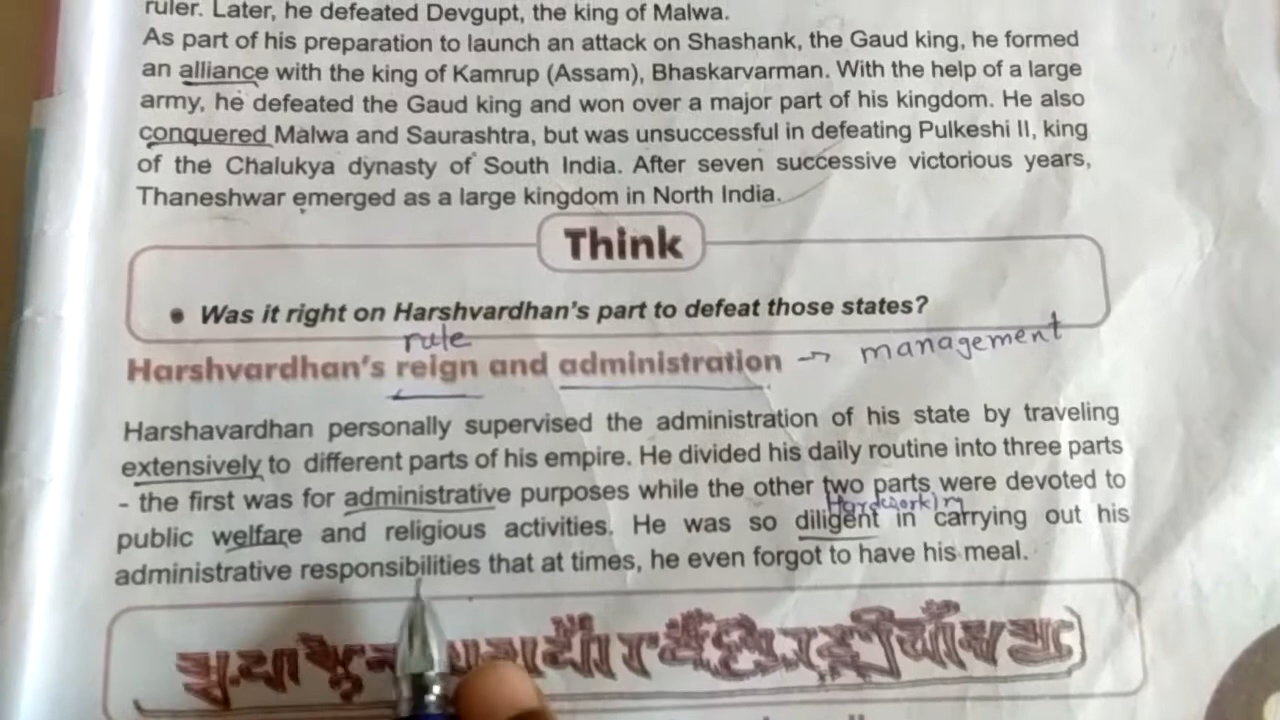 ruler. Later, he defeated Devgupt, the king of Malwa.
As part of his preparation to launch an attack on Shashank, the Gaud king, he formed
an alliance with the king of Kamrup (Assam), Bhaskarvarman. With the help of a large
army, he defeated the Gaud king and won over a major part of his kingdom. He also
conquered Malwa and Saurashtra, but was unsuccessful in defeating Pulkeshi II, king
of the Chalukya dynasty of South India. After seven successive victorious years,
Thaneshwar emerged as a large kingdom in North India.
Think
• Was it right on Harshvardhan's part to defeat those states?
rule
Harshvardhan's reign and administration → management
Harshavardhan personally supervised the administration of his state by traveling
extensively to different parts of his empire. He divided his daily routine into three parts
- the first was for administrative purposes while the other two parts were devoted to
public welfare and religious activities. He was so diligent in carrying out his
administrative responsibilities that at times, he even forgot to have his meal.